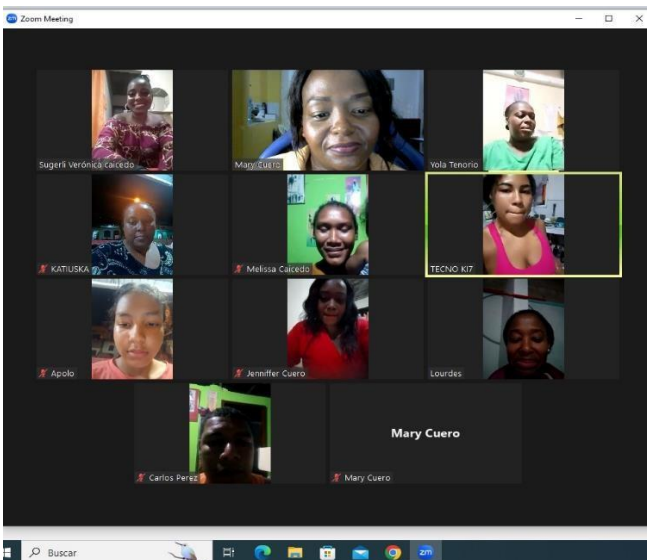 Zoom Meeting
Sugerli Verónica caicedo
Mary Cuero
Yola Tenorio
KATIUSKA
Melissa Caicedo
TECNO KI7
Apolo
Jenniffer Cuero
Lourdes
Carlos Perez
Mary Cuero
Mary Cuero
Buscar
zm